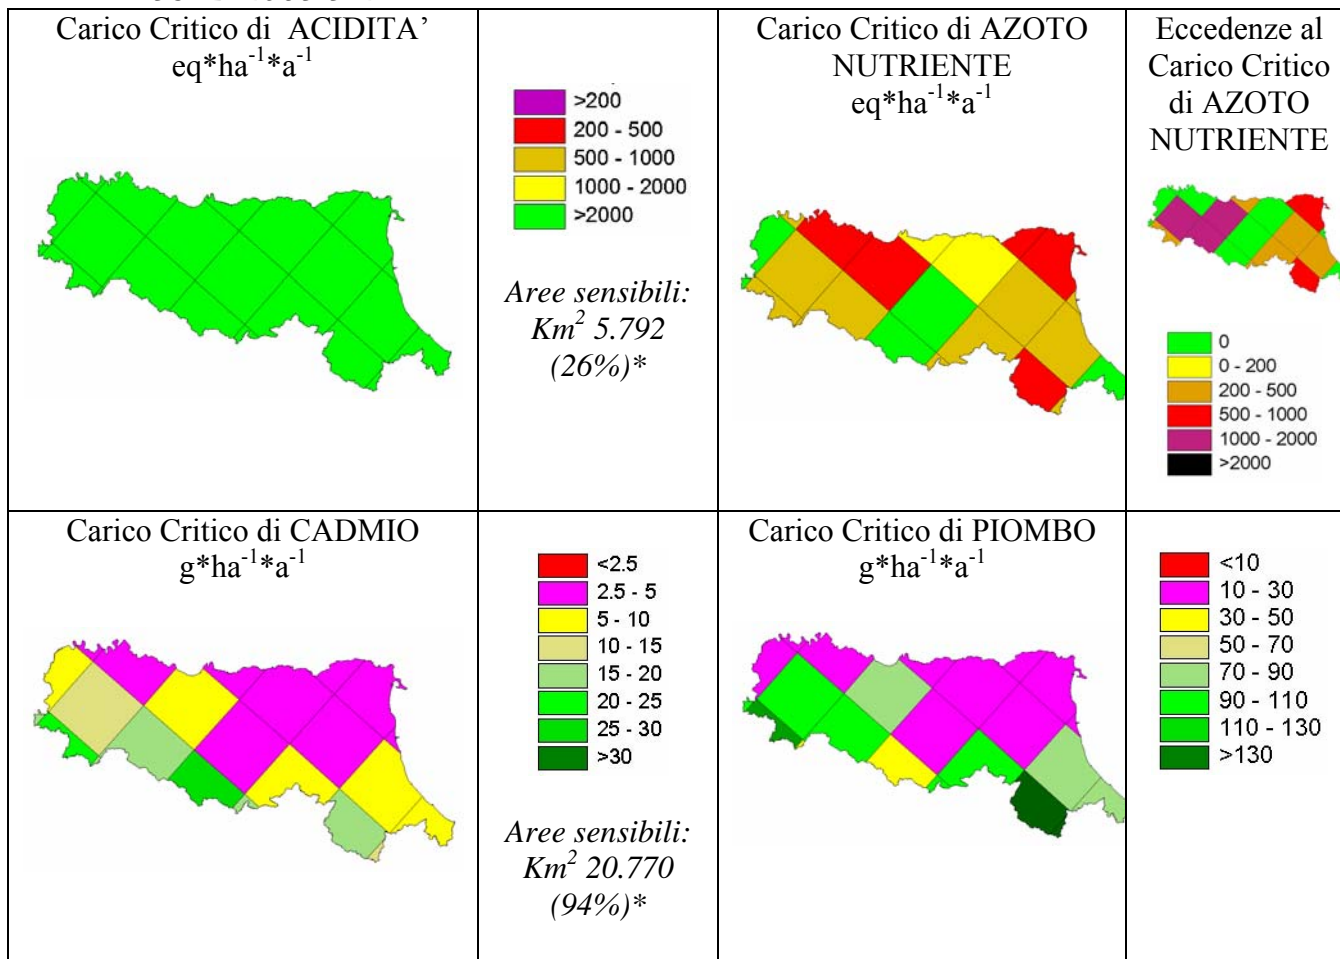 Carico Critico di ACIDITA’
eq*ha⁻¹*a⁻¹
>200
200 - 500
500 - 1000
1000 - 2000
>2000
Aree sensibili:
Km² 5.792
(26%)*
Carico Critico di AZOTO
NUTRIENTE
eq*ha⁻¹*a⁻¹
Eccedenze al
Carico Critico
di AZOTO
NUTRIENTE
0
0 - 200
200 - 500
500 - 1000
1000 - 2000
>2000
Carico Critico di CADMIO
g*ha⁻¹*a⁻¹
<2.5
2.5 - 5
5 - 10
10 - 15
15 - 20
20 - 25
25 - 30
>30
Aree sensibili:
Km² 20.770
(94%)*
Carico Critico di PIOMBO
g*ha⁻¹*a⁻¹
<10
10 - 30
30 - 50
50 - 70
70 - 90
90 - 110
110 - 130
>130